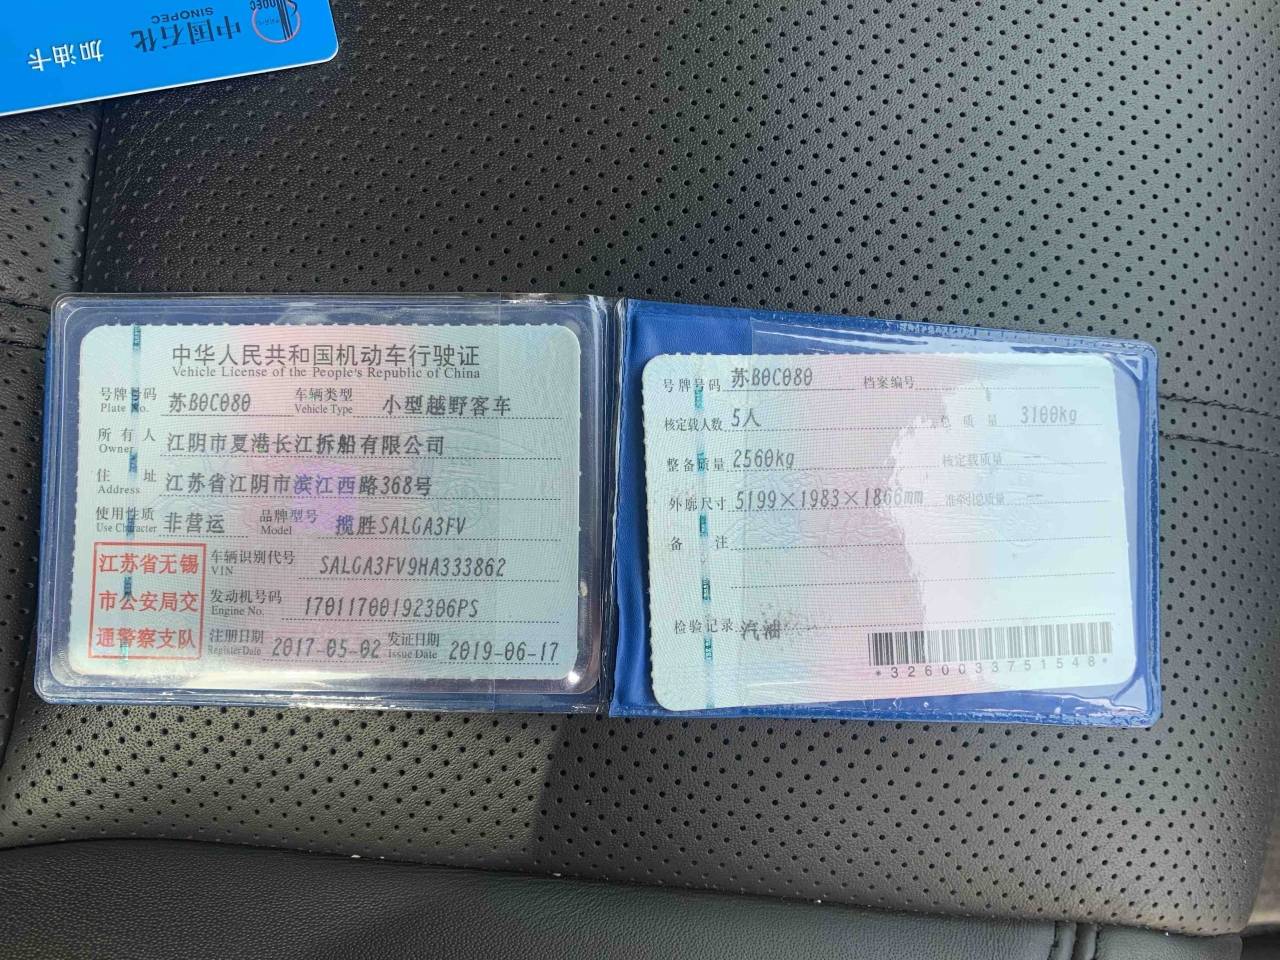 中国石化
SINOPEC
加油卡
中华人民共和国机动车行驶证
Vehicle License of the People's Republic of China
号牌号码 Plate No. 苏B0C080 车辆类型 Vehicle Type 小型越野客车
所有人 Owner 江阴市夏港长江拆船有限公司
住址 Address 江苏省江阴市滨江西路368号
使用性质 Use Character 非营运 品牌型号 Model 揽胜SALGA3FV
江苏省无锡
市公安局交
通警察支队
车辆识别代号 VIN SALGA3FV9HA333862
发动机号码 Engine No. 17011700192306PS
注册日期 Register Date 2017-05-02 发证日期 Issue Date 2019-06-17
号牌号码 苏B0C080 档案编号
核定载人数 5人 总质量 3100kg
整备质量 2560kg 核定载质量 --
外廓尺寸 5199×1983×1868mm 准牵引总质量 --
备注
检验记录 汽油
*3260033751548*